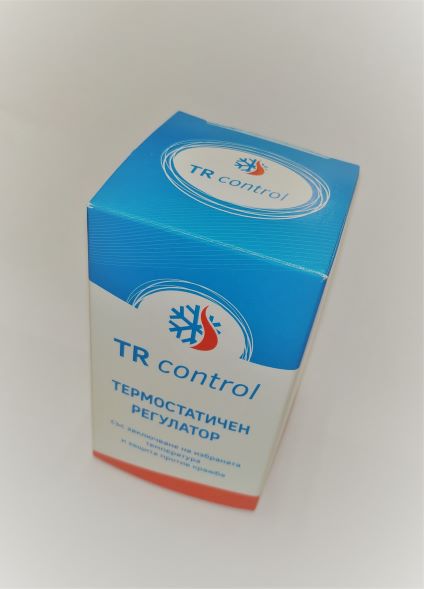 TR control
TR control
ТЕРМОСТАТИЧЕН
РЕГУЛАТОР
със заключване на избраната
температура
и защита против кражба